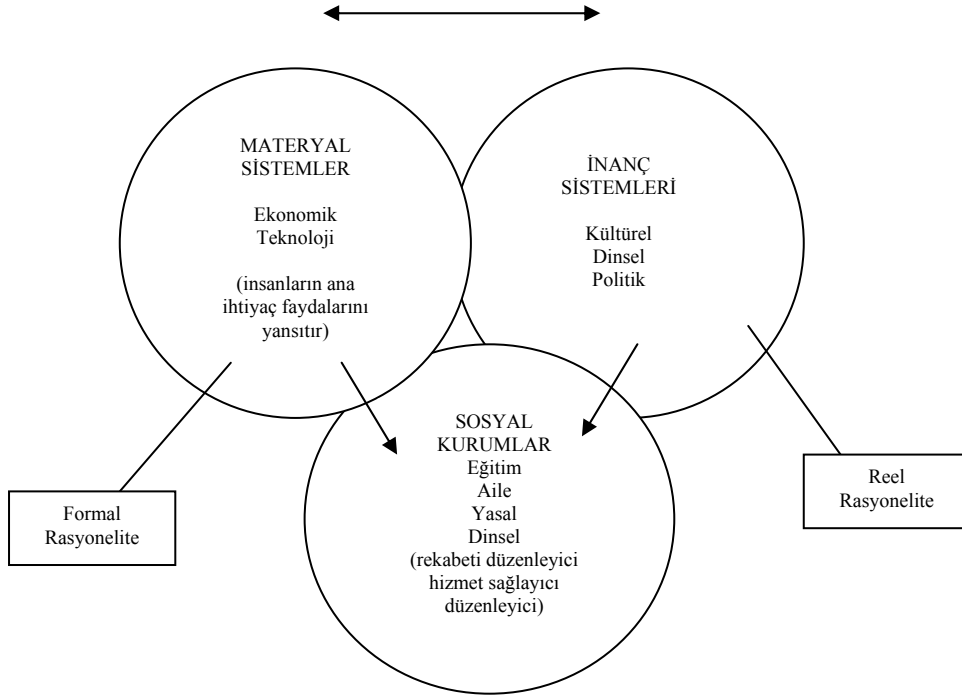 MATERYAL
SİSTEMLER
Ekonomik
Teknoloji
(insanların ana
ihtiyaç faydalarını
yansıtır)
İNANÇ
SİSTEMLERİ
Kültürel
Dinsel
Politik
SOSYAL
KURUMLAR
Eğitim
Aile
Yasal
Dinsel
(rekabeti düzenleyici
hizmet sağlayıcı
düzenleyici)
Formal
Rasyonelite
Reel
Rasyonelite